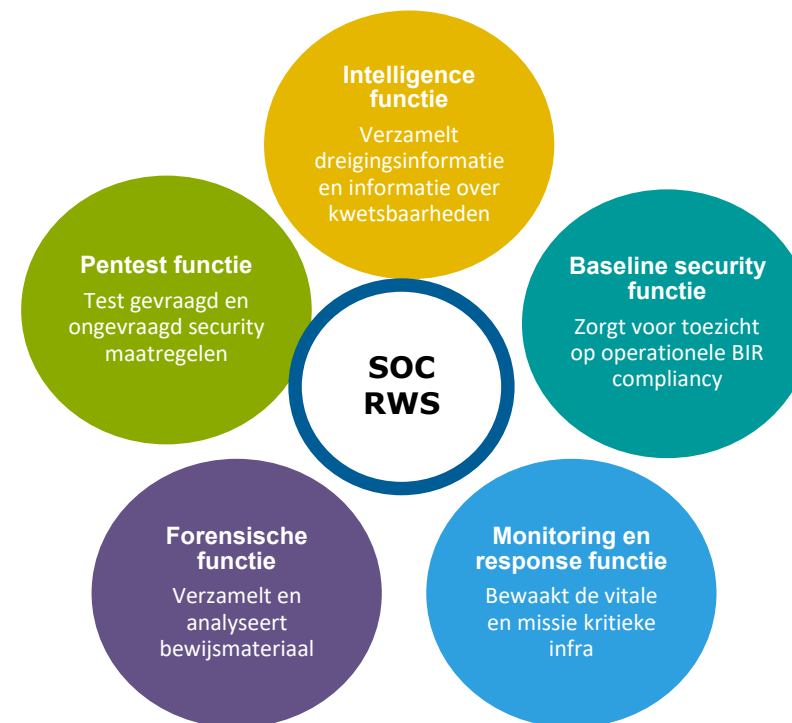 Intelligence
functie
Verzamelt
dreigingsinformatie
en informatie over
kwetsbaarheden
Pentest functie
Test gevraagd en
ongevraagd security
maatregelen
Baseline security
functie
Zorgt voor toezicht
op operationele BIR
compliancy
SOC
RWS
Forensische
functie
Verzamelt en
analyseert
bewijsmateriaal
Monitoring en
response functie
Bewaakt de vitale
en missie kritieke
infra